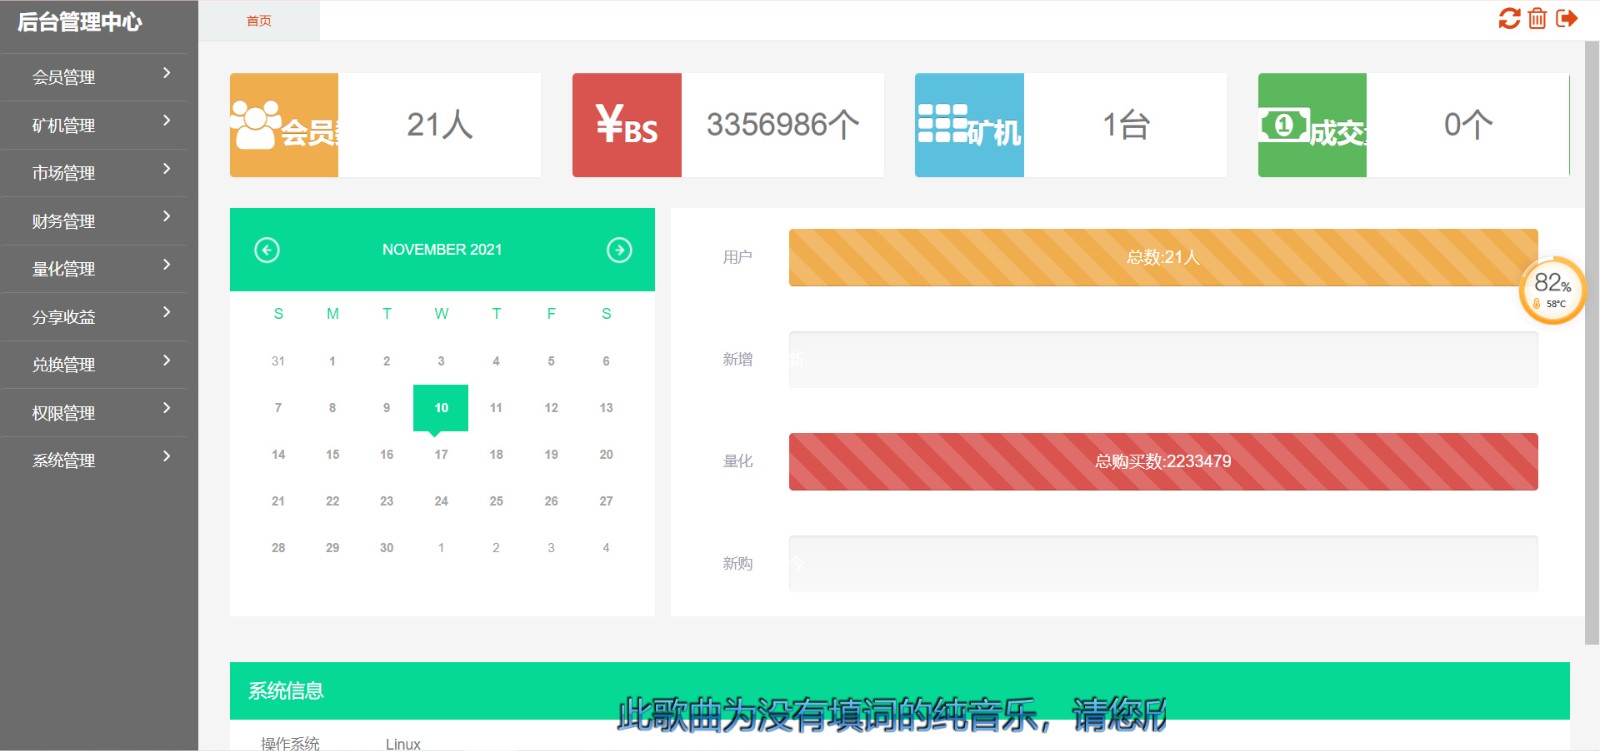 后台管理中心
首页
会员管理
矿机管理
市场管理
财务管理
量化管理
分享收益
兑换管理
权限管理
系统管理
会员
21人
¥BS
3356986个
矿机
1台
成交
0个
NOVEMBER 2021
S M T W T F S
31 1 2 3 4 5 6
7 8 9 10 11 12 13
14 15 16 17 18 19 20
21 22 23 24 25 26 27
28 29 30 1 2 3 4
用户
总数:21人
新增
新
量化
总购买数:2233479
新购
82%
58°C
系统信息
操作系统 Linux
此歌曲为没有填词的纯音乐，请您欣